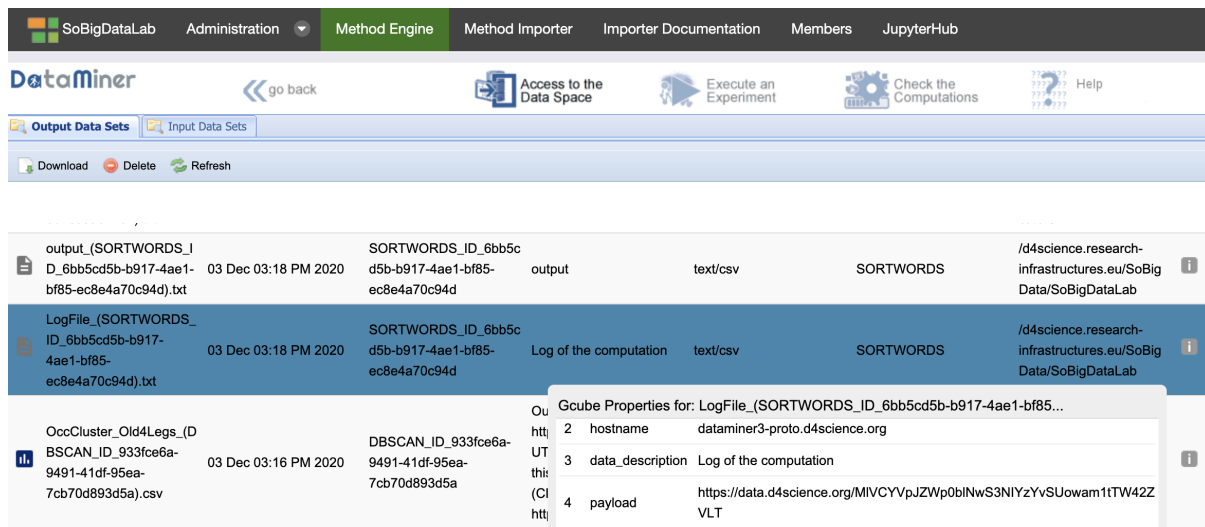 SoBigDataLab Administration Method Engine Method Importer Importer Documentation Members JupyterHub
DataMiner
go back
Access to the
Data Space
Execute an
Experiment
Check the
Computations
Help
Output Data Sets Input Data Sets
Download Delete Refresh
output_(SORTWORDS_I
D_6bb5cd5b-b917-4ae1-
bf85-ec8e4a70c94d).txt
03 Dec 03:18 PM 2020
SORTWORDS_ID_6bb5c
d5b-b917-4ae1-bf85-
ec8e4a70c94d
output
text/csv
SORTWORDS
/d4science.research-
infrastructures.eu/SoBig
Data/SoBigDataLab
LogFile_(SORTWORDS_
ID_6bb5cd5b-b917-
4ae1-bf85-
ec8e4a70c94d).txt
03 Dec 03:18 PM 2020
SORTWORDS_ID_6bb5c
d5b-b917-4ae1-bf85-
ec8e4a70c94d
Log of the computation
text/csv
SORTWORDS
/d4science.research-
infrastructures.eu/SoBig
Data/SoBigDataLab
OccCluster_Old4Legs_(D
BSCAN_ID_933fce6a-
9491-41df-95ea-
7cb70d893d5a).csv
03 Dec 03:16 PM 2020
DBSCAN_ID_933fce6a-
9491-41df-95ea-
7cb70d893d5a
Gcube Properties for: LogFile_(SORTWORDS_ID_6bb5cd5b-b917-4ae1-bf85...
2 hostname dataminer3-proto.d4science.org
3 data_description Log of the computation
4 payload https://data.d4science.org/MlVCYVpJZWp0blNwS3NIYzYvSUowam1tTW42Z
VLT